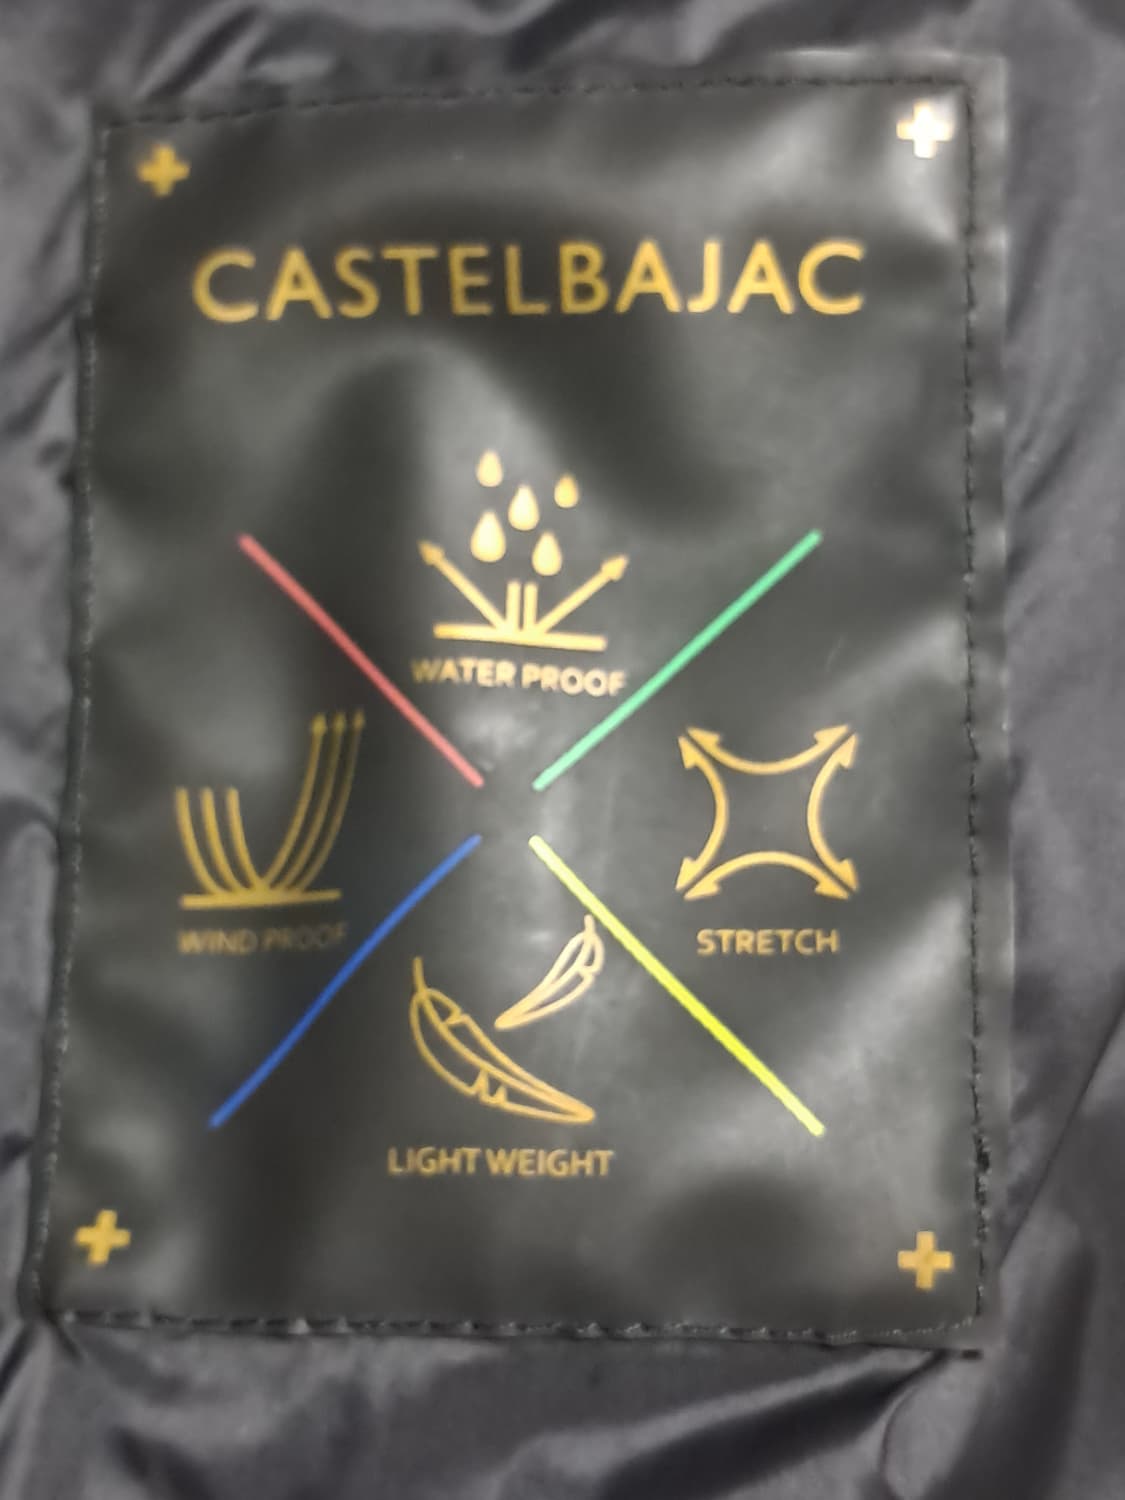 CASTELBAJAC
WATER PROOF
WIND PROOF
STRETCH
LIGHT WEIGHT